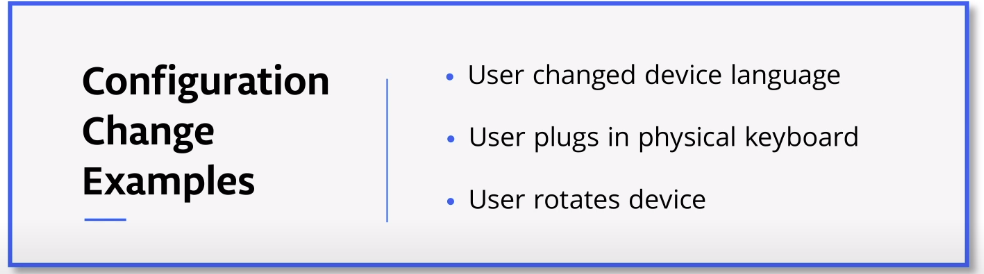 Configuration
Change
Examples
• User changed device language
• User plugs in physical keyboard
• User rotates device